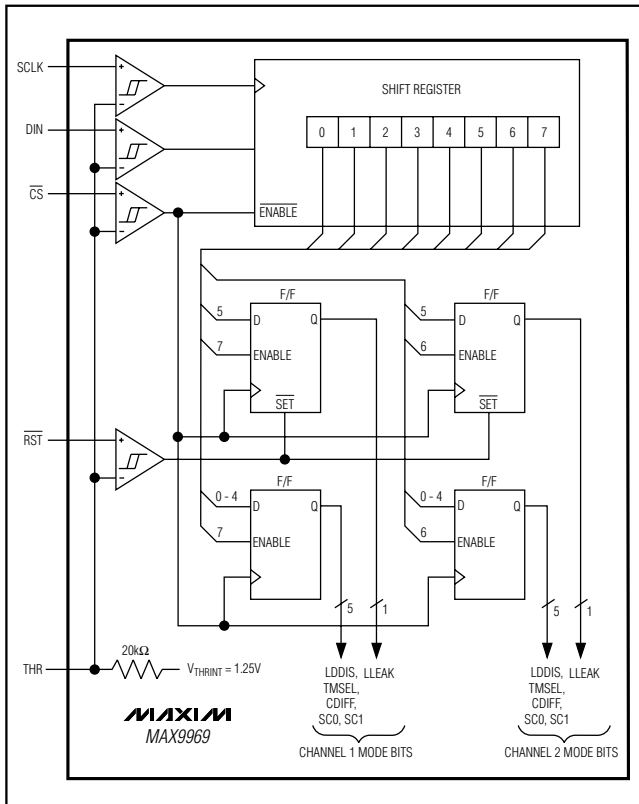 SCLK
DIN
CS
RST
THR
+
-
+
-
+
-
+
-
SHIFT REGISTER
0 1 2 3 4 5 6 7
ENABLE
F/F
5 D Q
7 ENABLE
SET
F/F
5 D Q
6 ENABLE
SET
F/F
0 - 4 D Q
7 ENABLE
F/F
0 - 4 D Q
6 ENABLE
5 1
5 1
20kΩ
VTHRINT = 1.25V
MAXIM
MAX9969
LDDIS, LLEAK
TMSEL,
CDIFF,
SC0, SC1
CHANNEL 1 MODE BITS
LDDIS, LLEAK
TMSEL,
CDIFF,
SC0, SC1
CHANNEL 2 MODE BITS